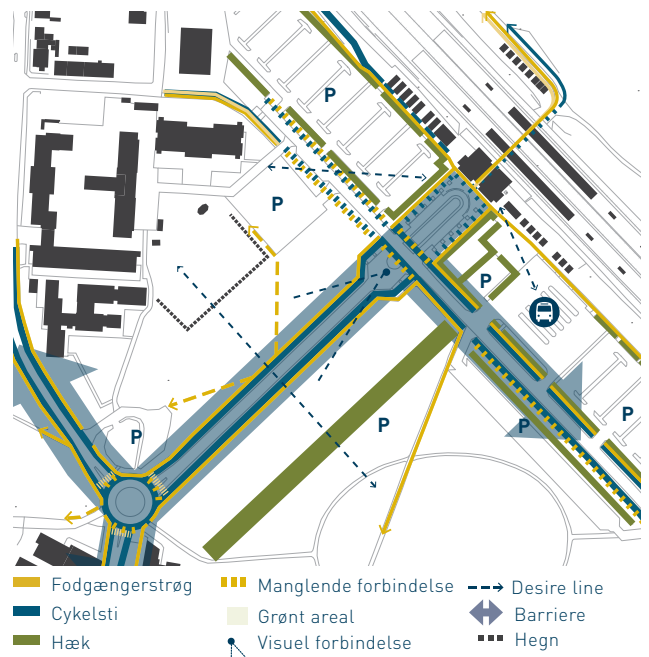 P
P
P
P
P
P
P
Fodgængerstrøg
Manglende forbindelse
Desire line
Cykelsti
Grønt areal
Barriere
Hæk
Visuel forbindelse
Hegn